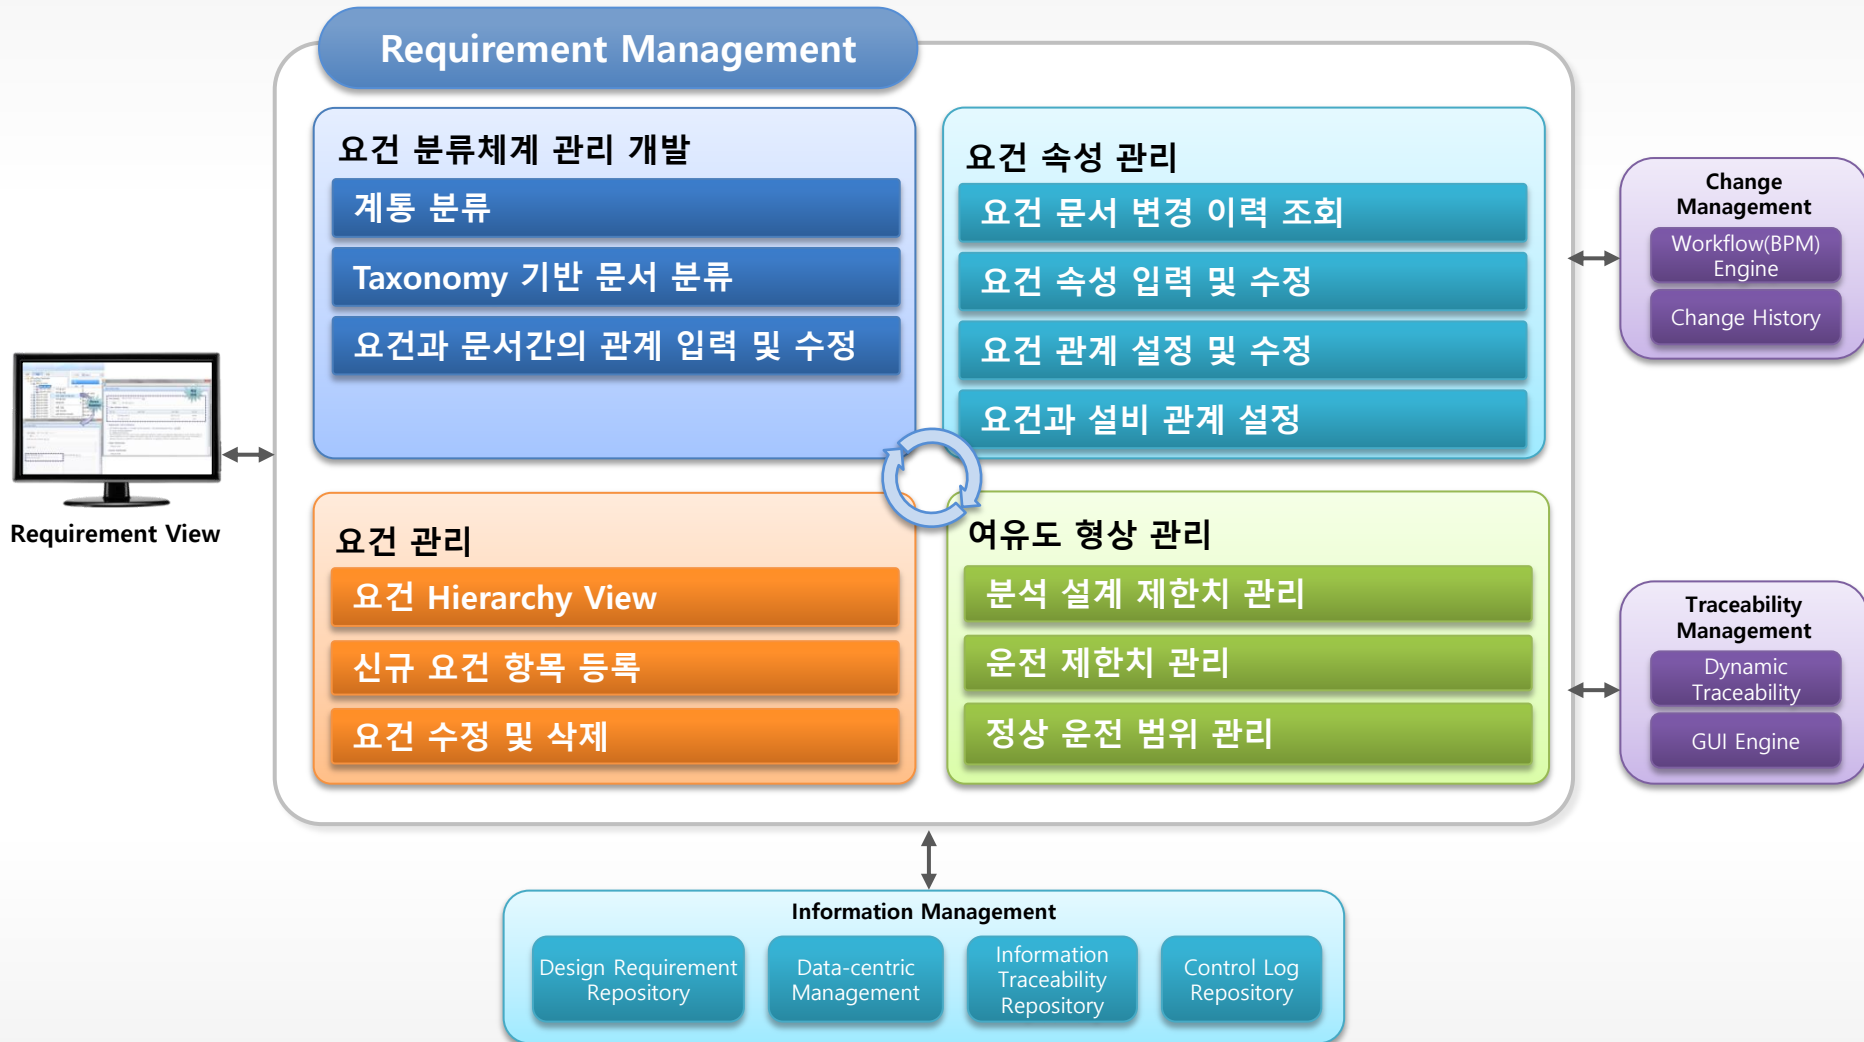 Requirement Management
요건 분류체계 관리 개발
계통 분류
Taxonomy 기반 문서 분류
요건과 문서간의 관계 입력 및 수정
요건 속성 관리
요건 문서 변경 이력 조회
요건 속성 입력 및 수정
요건 관계 설정 및 수정
요건과 설비 관계 설정
요건 관리
요건 Hierarchy View
신규 요건 항목 등록
요건 수정 및 삭제
여유도 형상 관리
분석 설계 제한치 관리
운전 제한치 관리
정상 운전 범위 관리
Requirement View
Change
Management
Workflow(BPM)
Engine
Change History
Traceability
Management
Dynamic
Traceability
GUI Engine
Information Management
Design Requirement
Repository
Data-centric
Management
Information
Traceability
Repository
Control Log
Repository